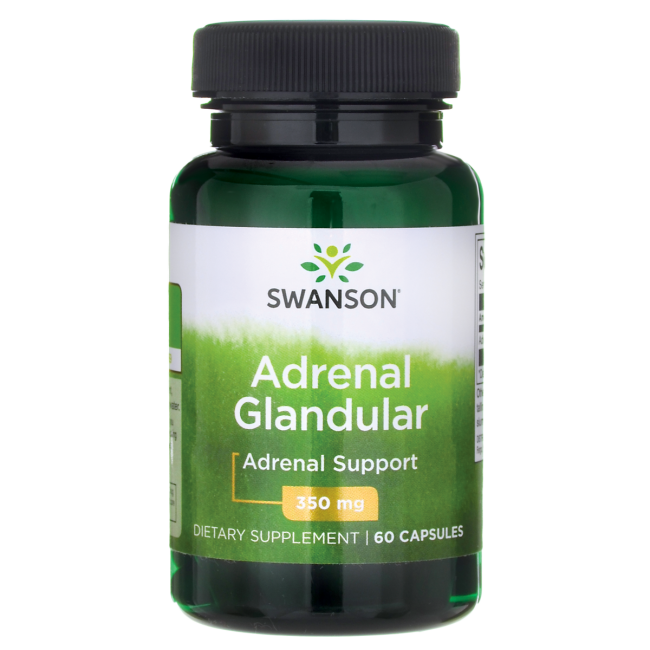 SWANSON®
Adrenal
Glandular
Adrenal Support
350 mg
DIETARY SUPPLEMENT | 60 CAPSULES